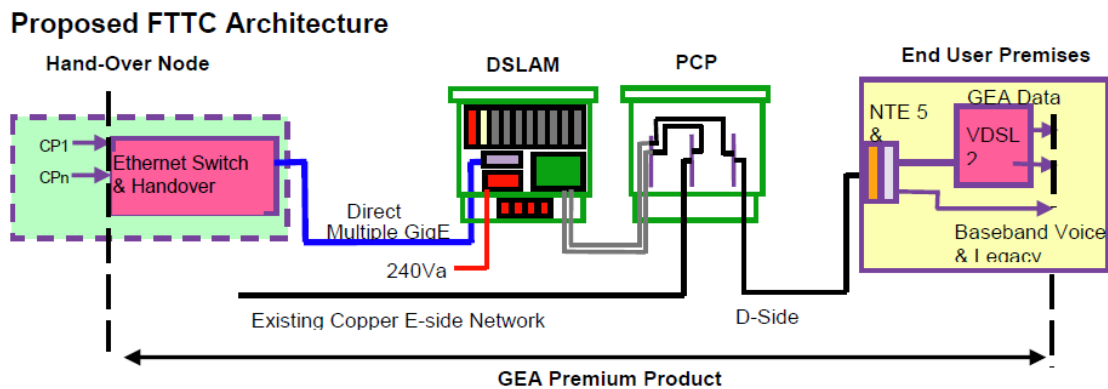 Proposed FTTC Architecture
Hand-Over Node
DSLAM
PCP
End User Premises
CP1
CPn
Ethernet Switch
& Handover
Direct
Multiple GigE
240Va
Existing Copper E-side Network
D-Side
NTE 5
&
GEA Data
VDSL
2
Baseband Voice
& Legacy
GEA Premium Product